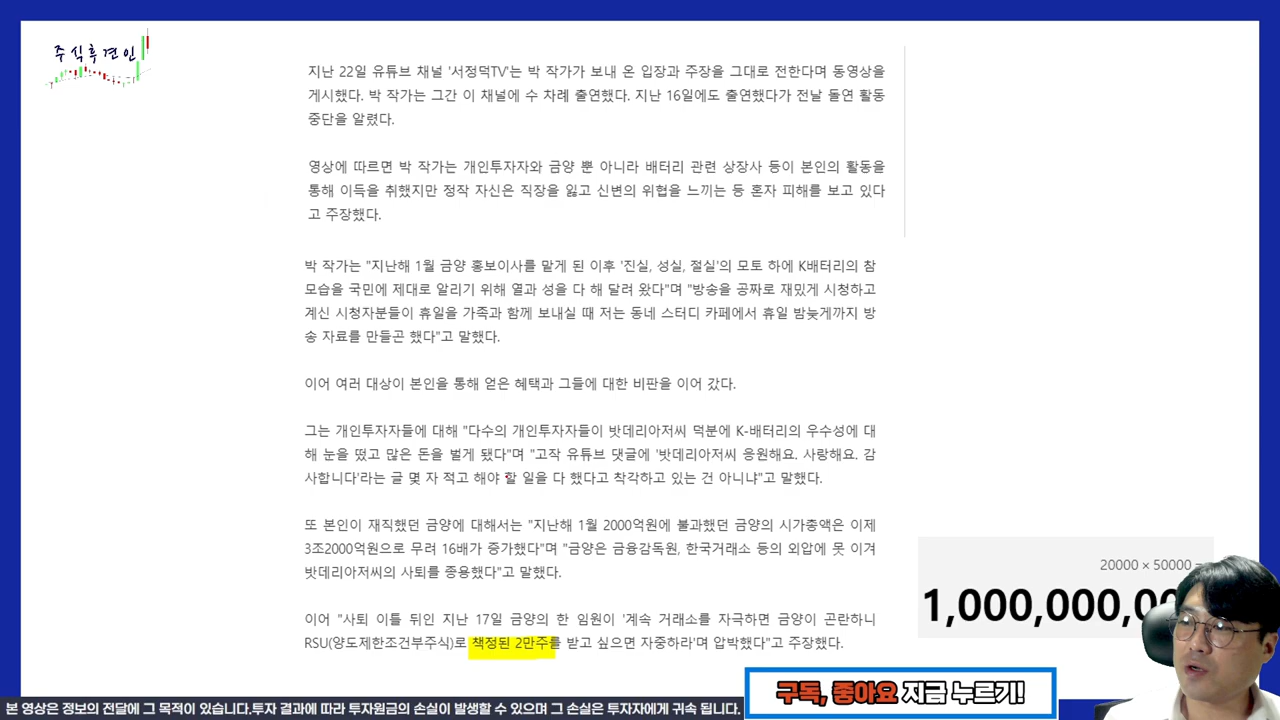 주식후견인
지난 22일 유튜브 채널 '서정덕TV'는 박 작가가 보내 온 입장과 주장을 그대로 전한다며 동영상을
게시했다. 박 작가는 그간 이 채널에 수 차례 출연했다. 지난 16일에도 출연했다가 전날 돌연 활동
중단을 알렸다.
영상에 따르면 박 작가는 개인투자자와 금양 뿐 아니라 배터리 관련 상장사 등이 본인의 활동을
통해 이득을 취했지만 정작 자신은 직장을 잃고 신변의 위협을 느끼는 등 혼자 피해를 보고 있다
고 주장했다.
박 작가는 "지난해 1월 금양 홍보이사를 맡게 된 이후 '진실, 성실, 절실'의 모토 하에 K배터리의 참
모습을 국민에 제대로 알리기 위해 열과 성을 다 해 달려 왔다"며 "방송을 공짜로 재밌게 시청하고
계신 시청자분들이 휴일을 가족과 함께 보내실 때 저는 동네 스터디 카페에서 휴일 밤늦게까지 방
송 자료를 만들곤 했다"고 말했다.
이어 여러 대상이 본인을 통해 얻은 혜택과 그들에 대한 비판을 이어 갔다.
그는 개인투자자들에 대해 "다수의 개인투자자들이 밧데리아저씨 덕분에 K-배터리의 우수성에 대
해 눈을 떴고 많은 돈을 벌게 됐다"며 "고작 유튜브 댓글에 '밧데리아저씨 응원해요. 사랑해요. 감
사합니다'라는 글 몇 자 적고 해야 할 일을 다 했다고 착각하고 있는 건 아니냐"고 말했다.
또 본인이 재직했던 금양에 대해서는 "지난해 1월 2000억원에 불과했던 금양의 시가총액은 이제
3조2000억원으로 무려 16배가 증가했다"며 "금양은 금융감독원, 한국거래소 등의 외압에 못 이겨
밧데리아저씨의 사퇴를 종용했다"고 말했다.
이어 "사퇴 이틀 뒤인 지난 17일 금양의 한 임원이 '계속 거래소를 자극하면 금양이 곤란하니
RSU(양도제한조건부주식)로 책정된 2만주를 받고 싶으면 자중하라'며 압박했다"고 주장했다.
20000 × 50000 =
1,000,000,00
구독, 좋아요 지금 누르기!
본 영상은 정보의 전달에 그 목적이 있습니다.투자 결과에 따라 투자원금의 손실이 발생할 수 있으며 그 손실은 투자자에게 귀속 됩니다.